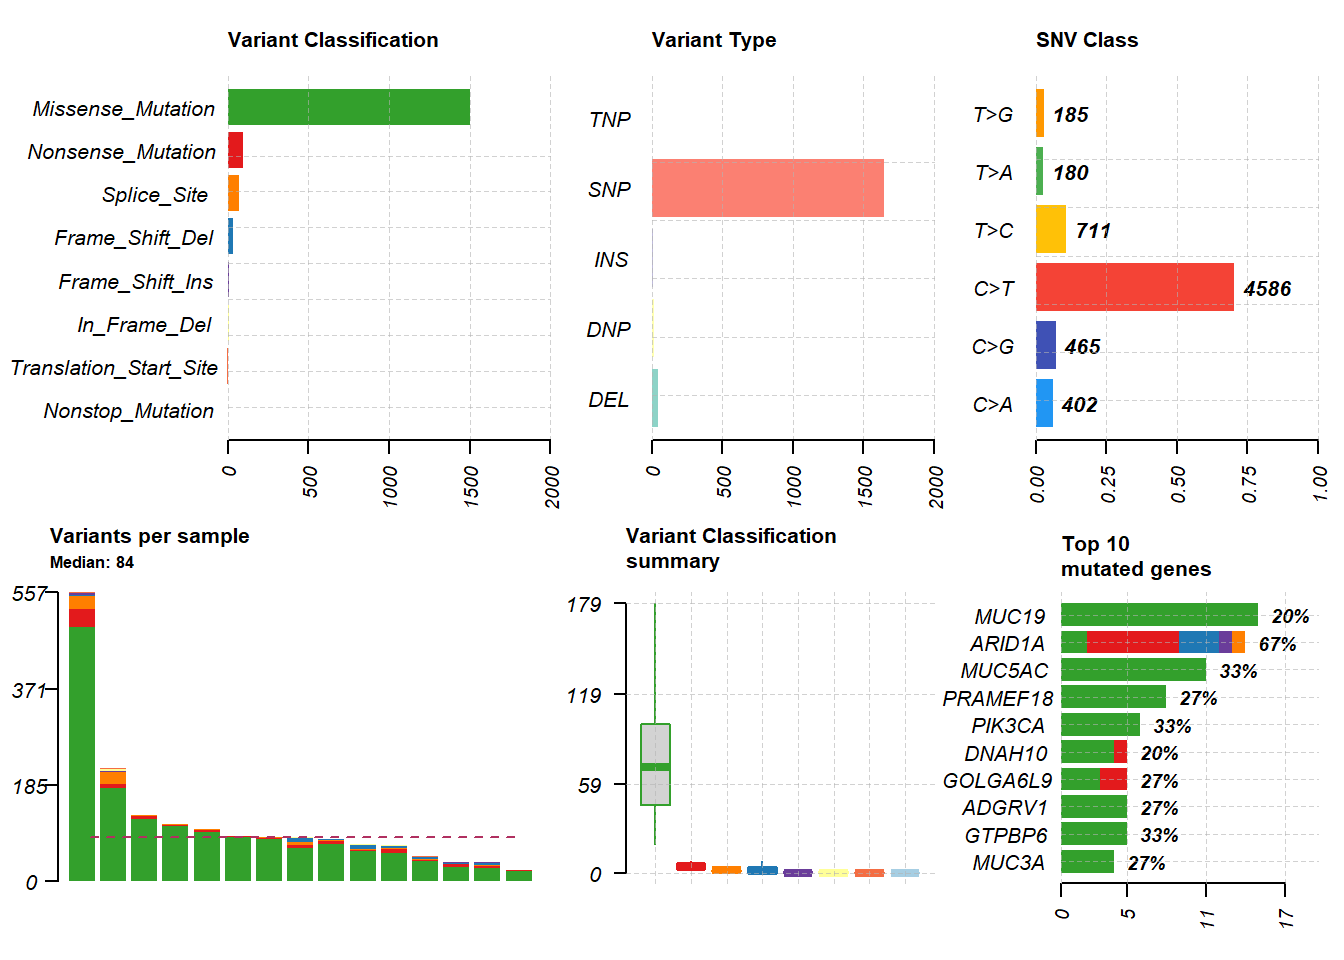 Variant Classification
Missense_Mutation
Nonsense_Mutation
Splice_Site
Frame_Shift_Del
Frame_Shift_Ins
In_Frame_Del
Translation_Start_Site
Nonstop_Mutation
0
500
1000
1500
2000
Variant Type
TNP
SNP
INS
DNP
DEL
0
500
1000
1500
2000
SNV Class
T>G 185
T>A 180
T>C 711
C>T 4586
C>G 465
C>A 402
0.00
0.25
0.50
0.75
1.00
Variants per sample
Median: 84
557
371
185
0
Variant Classification
summary
179
119
59
0
Top 10
mutated genes
MUC19 20%
ARID1A 67%
MUC5AC 33%
PRAMEF18 27%
PIK3CA 33%
DNAH10 20%
GOLGA6L9 27%
ADGRV1 27%
GTPBP6 33%
MUC3A 27%
0
5
11
17